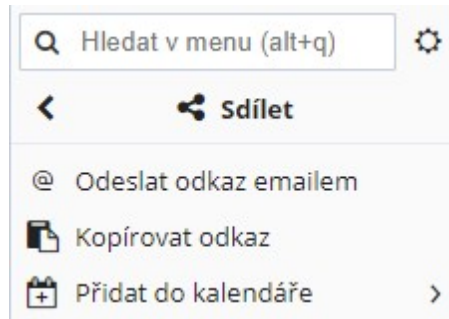 Hledat v menu (alt+q)
Sdílet
@ Odeslat odkaz emailem
Kopírovat odkaz
Přidat do kalendáře